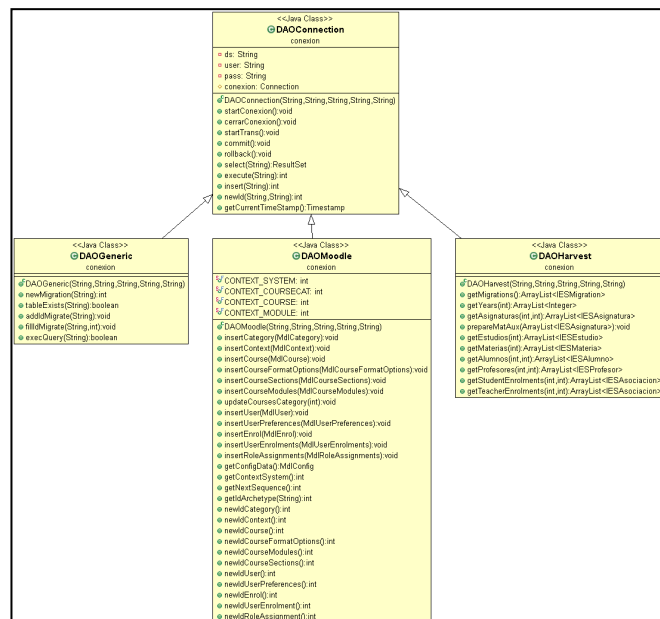 <<Java Class>>
DAOConnection
conexion
ds: String
user: String
pass: String
conexion: Connection
DAOConnection(String,String,String,String,String)
startConexion():void
cerrarConexion():void
startTrans():void
commit():void
rollback():void
select(String):ResultSet
execute(String):int
insert(String):int
newId(String,String):int
getCurrentTimeStamp():Timestamp
<<Java Class>>
DAOGeneric
conexion
DAOGeneric(String,String,String,String,String)
newMigration(String):int
tableExists(String):boolean
addIdMigrate(String):void
fillIdMigrate(String,int):void
execQuery(String):boolean
<<Java Class>>
DAOMoodle
conexion
CONTEXT_SYSTEM: int
CONTEXT_COURSECAT: int
CONTEXT_COURSE: int
CONTEXT_MODULE: int
DAOMoodle(String,String,String,String,String)
insertCategory(MdlCategory):void
insertContext(MdlContext):void
insertCourse(MdlCourse):void
insertCourseFormatOptions(MdlCourseFormatOptions):void
insertCourseSections(MdlCourseSections):void
insertCourseModules(MdlCourseModules):void
updateCoursesCategory(int):void
insertUser(MdlUser):void
insertUserPreferences(MdlUserPreferences):void
insertEnrol(MdlEnrol):void
insertUserEnrolments(MdlUserEnrolments):void
insertRoleAssignments(MdlRoleAssignments):void
getConfigData():MdlConfig
getContextSystem():int
getNextSequence():int
getIdArchetype(String):int
newIdCategory():int
newIdContext():int
newIdCourse():int
newIdCourseFormatOptions():int
newIdCourseModules():int
newIdCourseSections():int
newIdUser():int
newIdUserPreferences():int
newIdEnrol():int
newIdUserEnrolment():int
newIdRoleAssignment():int
<<Java Class>>
DAOHarvest
conexion
DAOHarvest(String,String,String,String,String)
getMigrations():ArrayList<IESMigration>
getYears(int):ArrayList<Integer>
getAsignaturas(int,int):ArrayList<IESAsignatura>
prepareMatAux(ArrayList<IESAsignatura>):void
getEstudios(int):ArrayList<IESEstudio>
getMaterias(int):ArrayList<IESMateria>
getAlumnos(int,int):ArrayList<IESAlumno>
getProfesores(int,int):ArrayList<IESProfesor>
getStudentEnrolments(int,int):ArrayList<IESAsociacion>
getTeacherEnrolments(int,int):ArrayList<IESAsociacion>